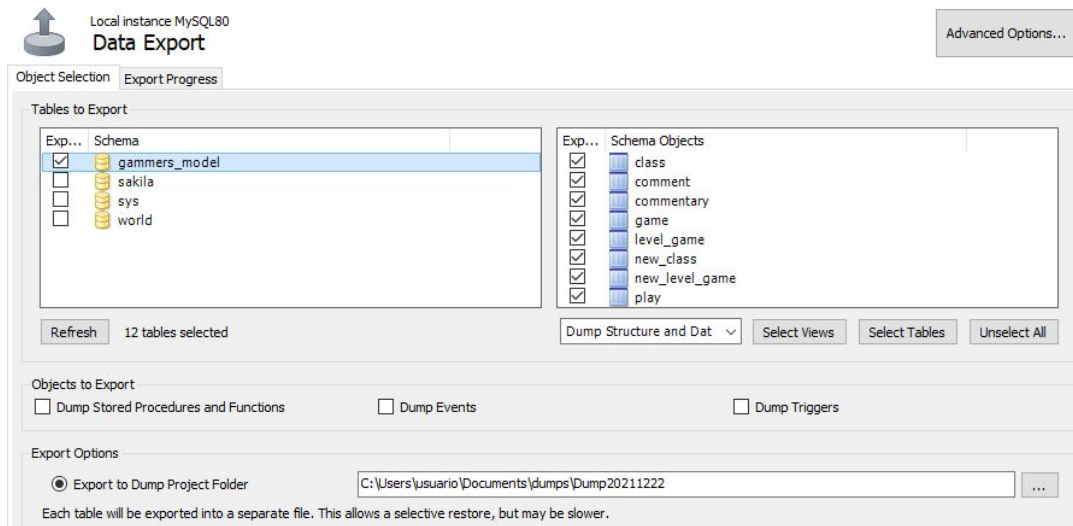 Local instance MySQL80
Data Export
Advanced Options...
Object Selection
Export Progress
Tables to Export
Exp... Schema
gammers_model
sakila
sys
world
Exp... Schema Objects
class
comment
commentary
game
level_game
new_class
new_level_game
play
Refresh
12 tables selected
Dump Structure and Dat
Select Views
Select Tables
Unselect All
Objects to Export
Dump Stored Procedures and Functions
Dump Events
Dump Triggers
Export Options
Export to Dump Project Folder
C:\Users\usuario\Documents\dumps\Dump20211222
...
Each table will be exported into a separate file. This allows a selective restore, but may be slower.